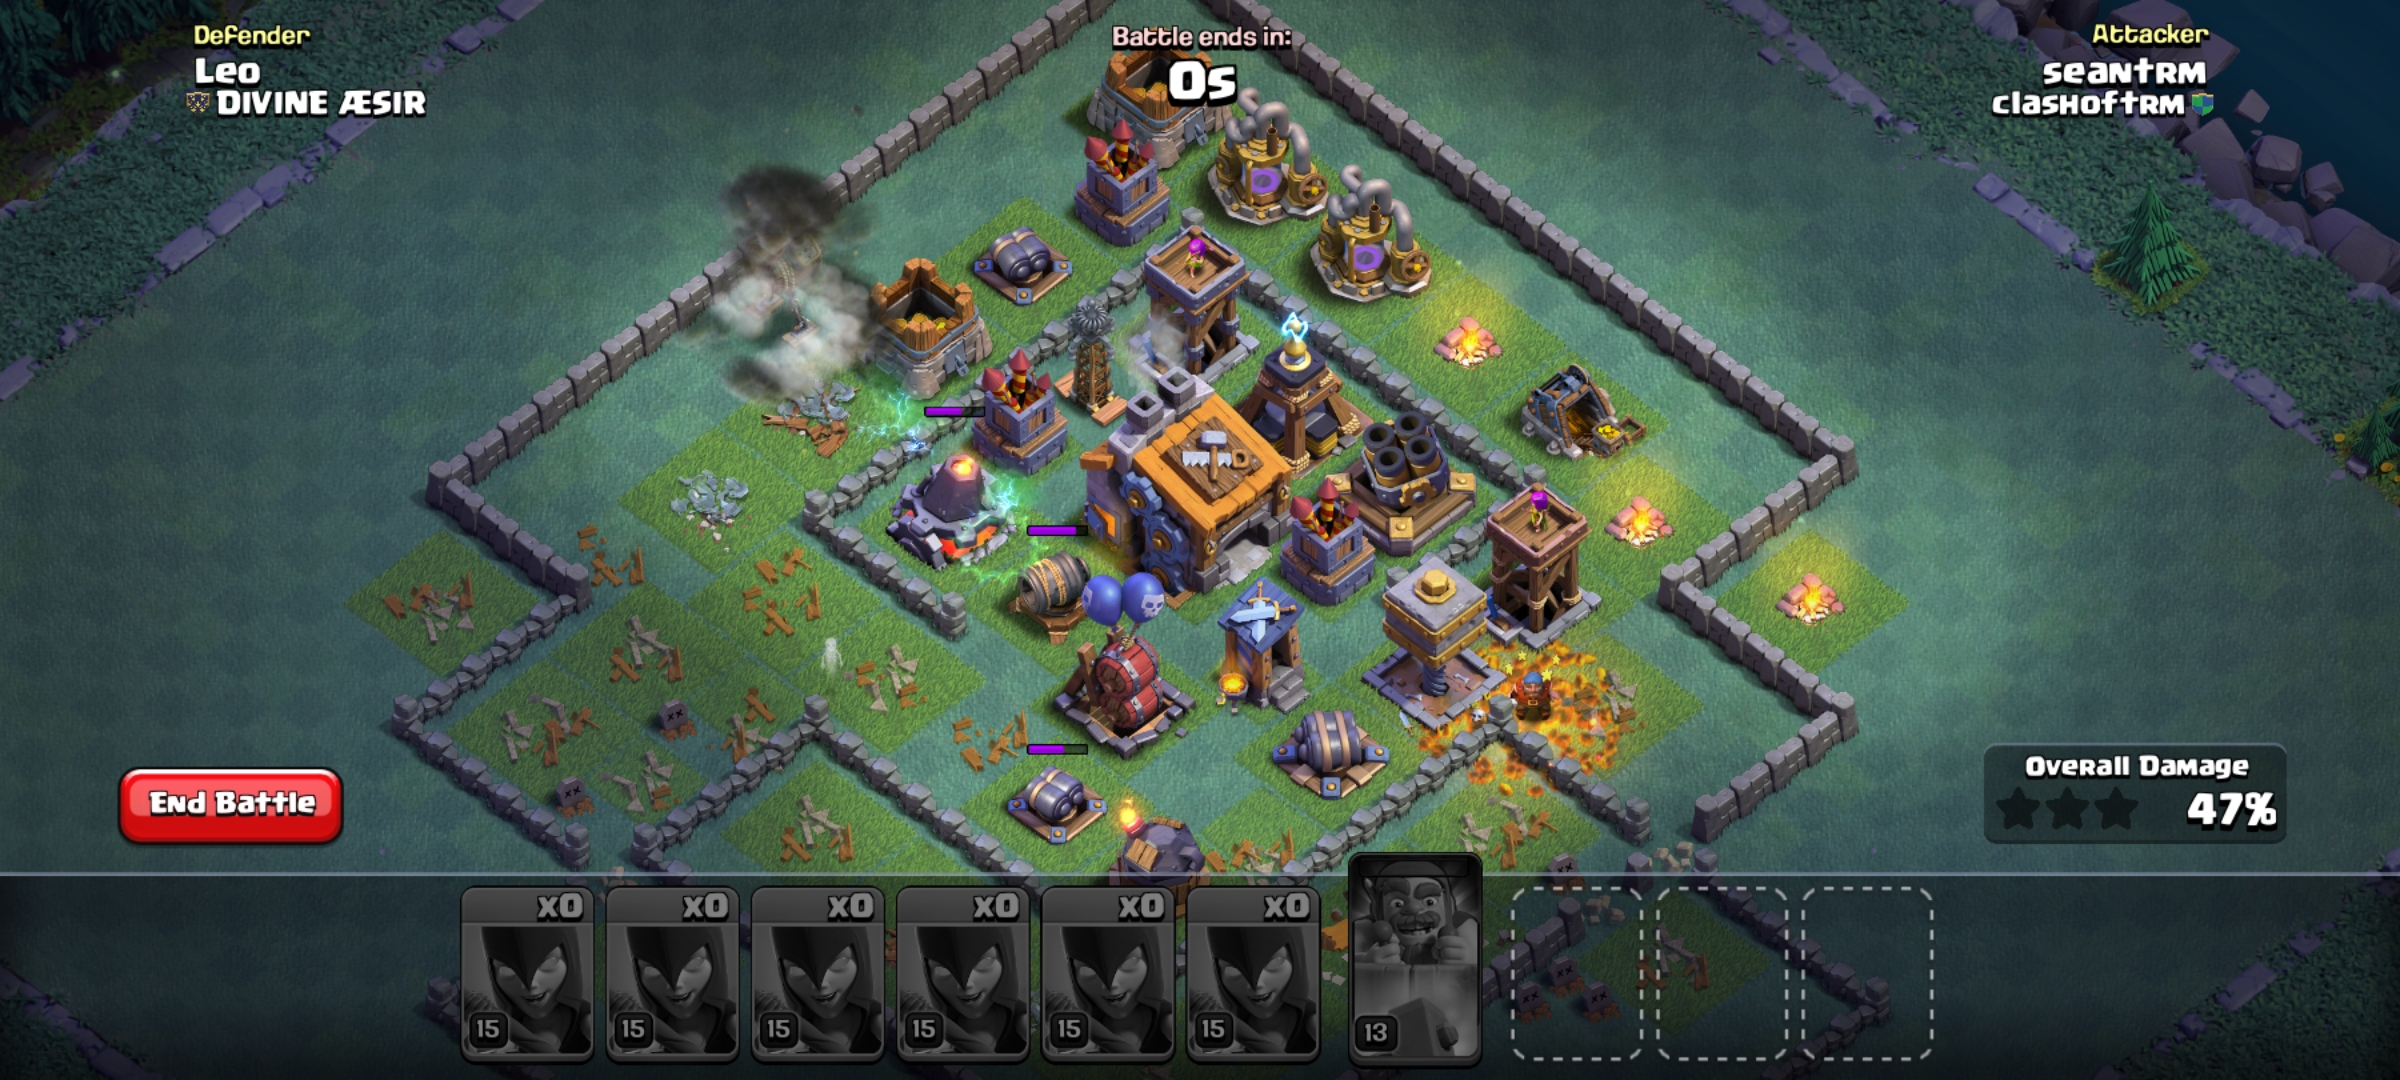 Defender
Leo
DIVINE ÆSIR
Battle ends in:
0s
Attacker
seantRM
clashoftRM
End Battle
Overall Damage
47%
x0 x0 x0 x0 x0 x0
15 15 15 15 15 15 13